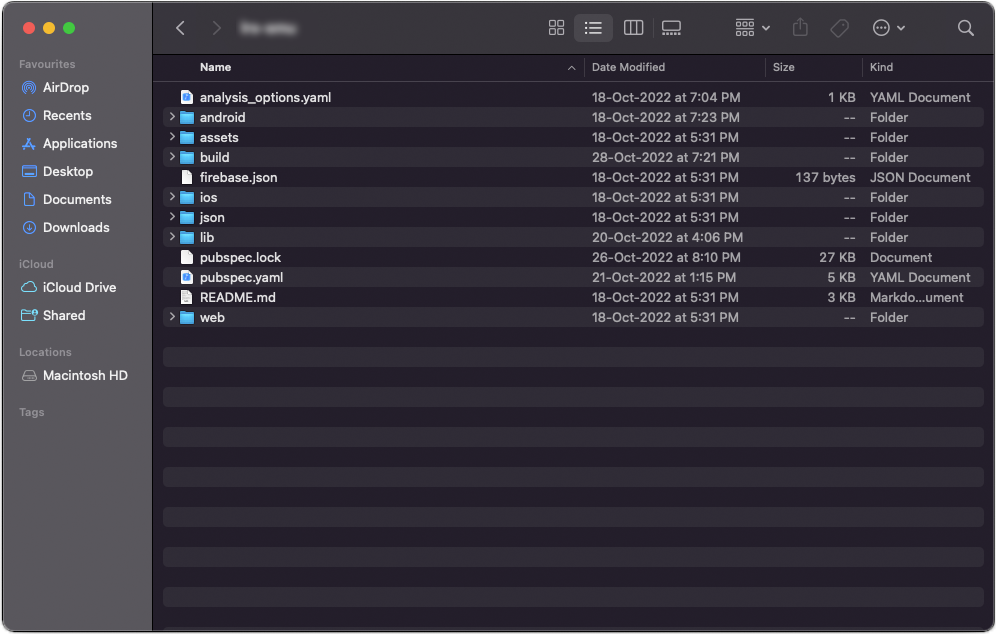 Favourites
AirDrop
Recents
Applications
Desktop
Documents
Downloads
iCloud
iCloud Drive
Shared
Locations
Macintosh HD
Tags
Name Date Modified Size Kind
analysis_options.yaml 18-Oct-2022 at 7:04 PM 1 KB YAML Document
android 18-Oct-2022 at 7:23 PM -- Folder
assets 18-Oct-2022 at 5:31 PM -- Folder
build 28-Oct-2022 at 7:21 PM -- Folder
firebase.json 18-Oct-2022 at 5:31 PM 137 bytes JSON Document
ios 18-Oct-2022 at 5:31 PM -- Folder
json 18-Oct-2022 at 5:31 PM -- Folder
lib 20-Oct-2022 at 4:06 PM -- Folder
pubspec.lock 26-Oct-2022 at 8:10 PM 27 KB Document
pubspec.yaml 21-Oct-2022 at 1:15 PM 5 KB YAML Document
README.md 18-Oct-2022 at 5:31 PM 3 KB Markdo...ument
web 18-Oct-2022 at 5:31 PM -- Folder